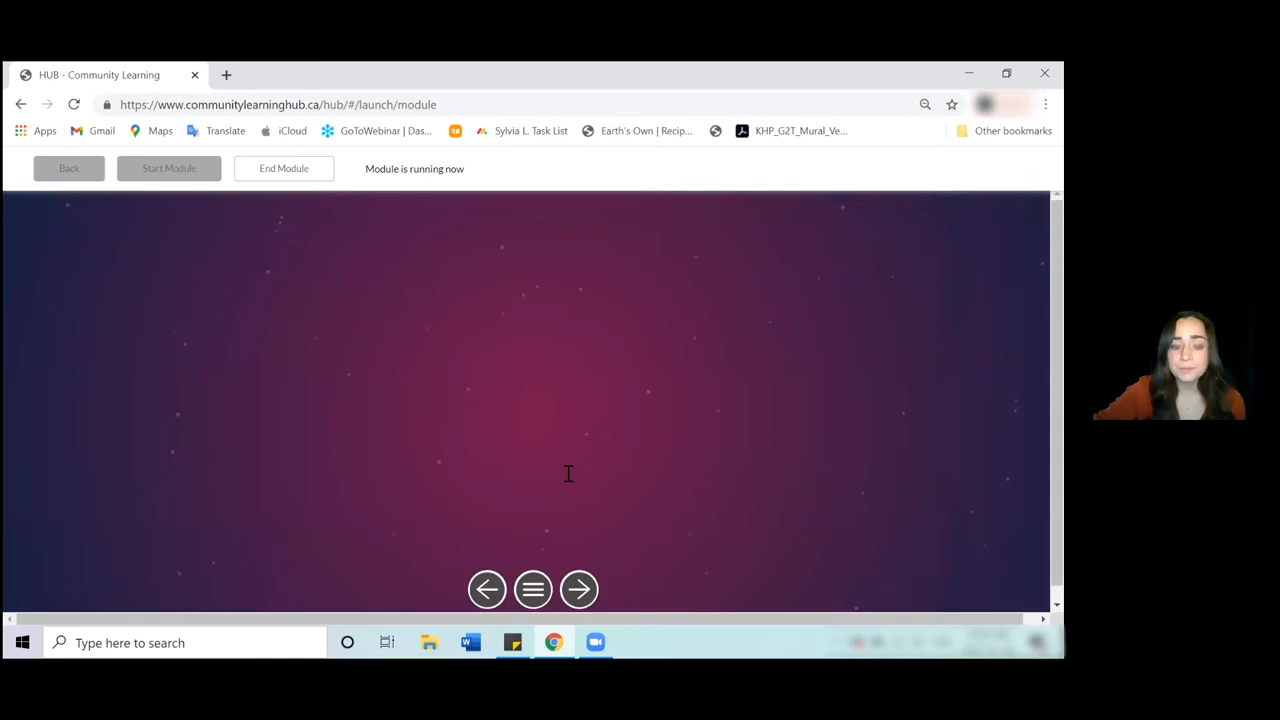 HUB - Community Learning
https://www.communitylearninghub.ca/hub/#/launch/module
Apps Gmail Maps Translate iCloud GoToWebinar | Das... Sylvia L. Task List Earth's Own | Recip... KHP_G2T_Mural_Ve... Other bookmarks
Back Start Module End Module Module is running now
Type here to search